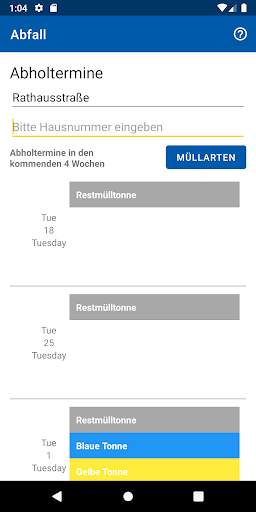 1:04
Abfall
Abholtermine
Rathausstraße
Bitte Hausnummer eingeben
Abholtermine in den
kommenden 4 Wochen
MÜLLARTEN
Restmülltonne
Tue
18
Tuesday
Restmülltonne
Tue
25
Tuesday
Restmülltonne
Tue
1
Tuesday
Blaue Tonne
Gelbe Tonne